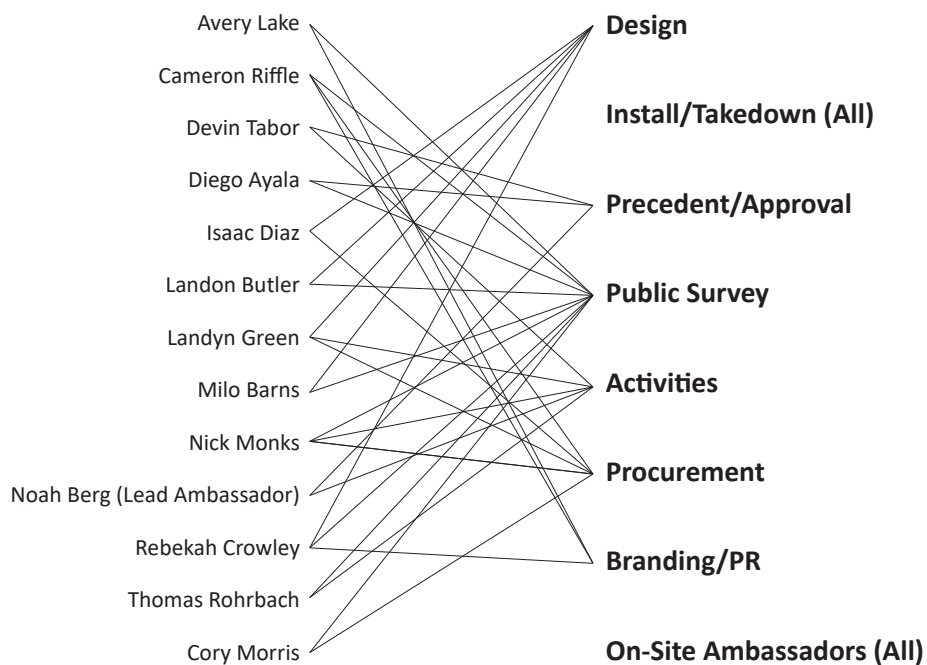 Avery Lake
Cameron Riffle
Devin Tabor
Diego Ayala
Isaac Diaz
Landon Butler
Landyn Green
Milo Barns
Nick Monks
Noah Berg (Lead Ambassador)
Rebekah Crowley
Thomas Rohrbach
Cory Morris
Design
Install/Takedown (All)
Precedent/Approval
Public Survey
Activities
Procurement
Branding/PR
On-Site Ambassadors (All)